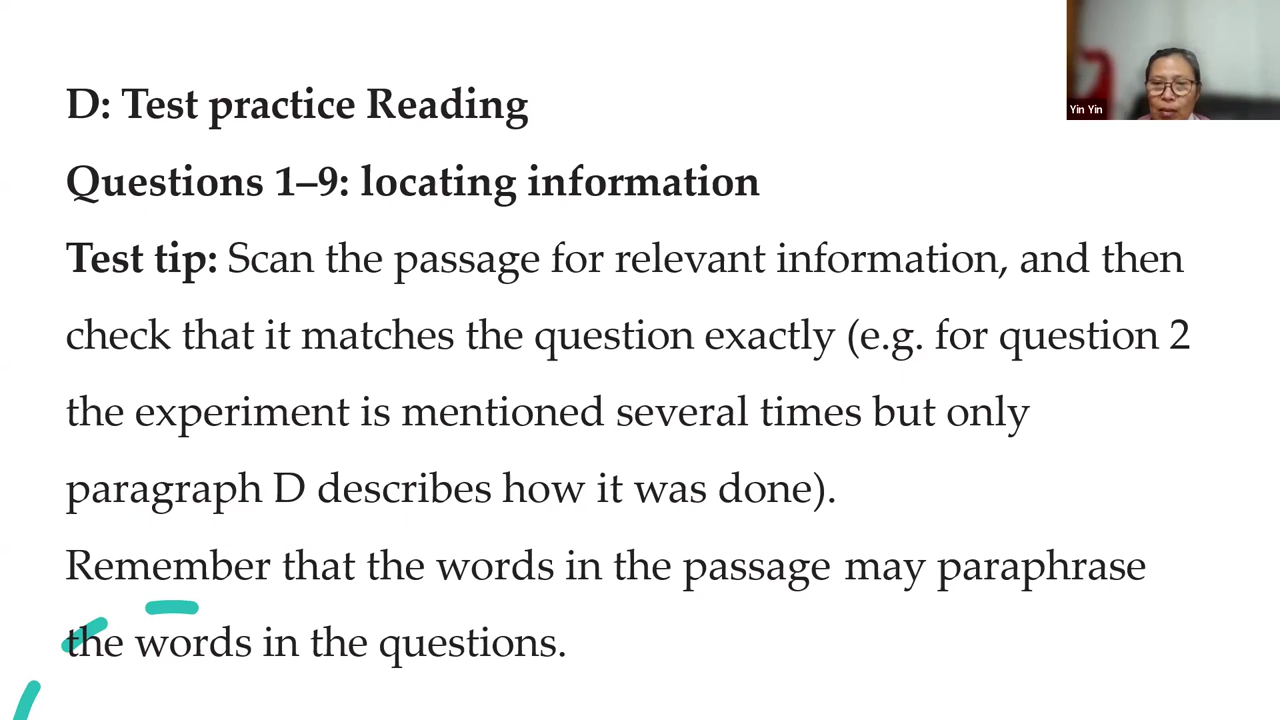 D: Test practice Reading
Questions 1–9: locating information
Test tip: Scan the passage for relevant information, and then
check that it matches the question exactly (e.g. for question 2
the experiment is mentioned several times but only
paragraph D describes how it was done).
Remember that the words in the passage may paraphrase
the words in the questions.
Yin Yin